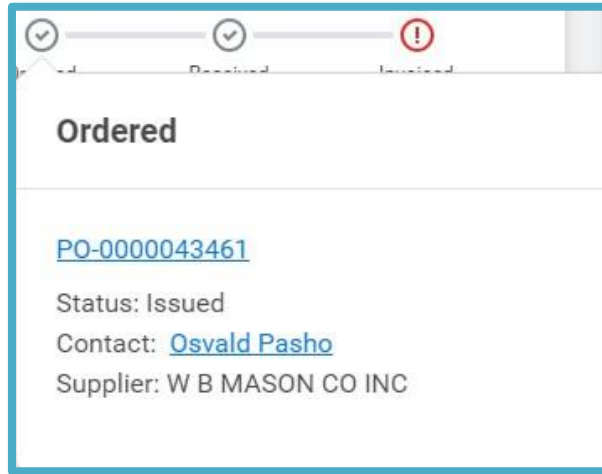 Ordered
PO-0000043461
Status: Issued
Contact: Osvald Pasho
Supplier: W B MASON CO INC